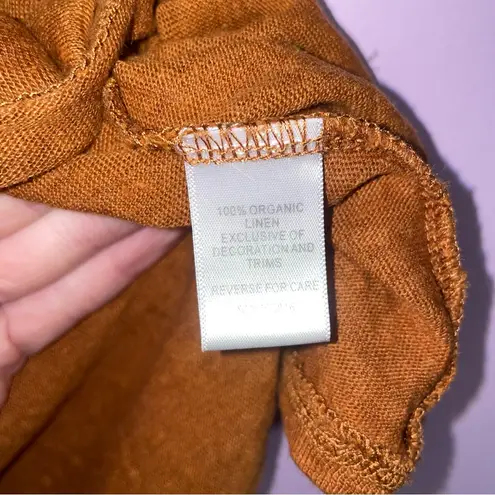 100% ORGANIC
LINEN
EXCLUSIVE OF
DECORATION AND
TRIMS
REVERSE FOR CARE